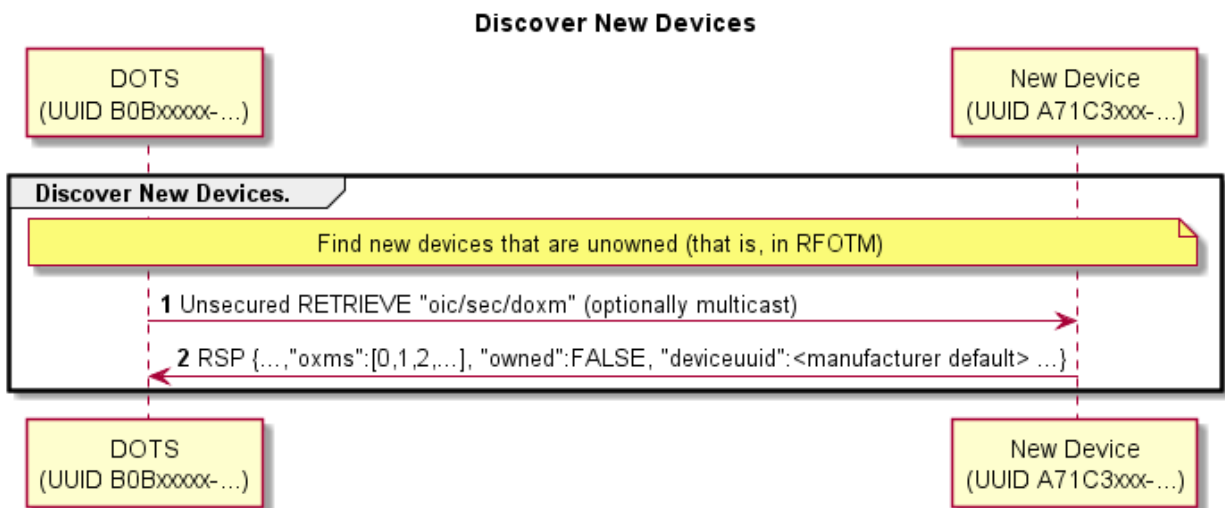 Discover New Devices
DOTS
(UUID B0Bxxxxx-...)
New Device
(UUID A71C3xxx-...)
Discover New Devices.
Find new devices that are unowned (that is, in RFOTM)
1 Unsecured RETRIEVE "oic/sec/doxm" (optionally multicast)
2 RSP {...,"oxms":[0,1,2,...], "owned":FALSE, "deviceuuid":<manufacturer default> ...}
DOTS
(UUID B0Bxxxxx-...)
New Device
(UUID A71C3xxx-...)